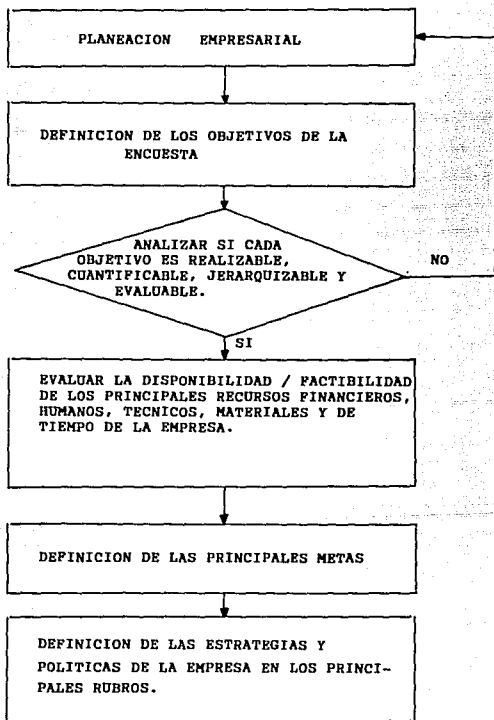 PLANEACION EMPRESARIAL
DEFINICION DE LOS OBJETIVOS DE LA
ENCUESTA
ANALIZAR SI CADA
OBJETIVO ES REALIZABLE,
CUANTIFICABLE, JERARQUIZABLE Y
EVALUABLE.
NO
SI
EVALUAR LA DISPONIBILIDAD / FACTIBILIDAD
DE LOS PRINCIPALES RECURSOS FINANCIEROS,
HUMANOS, TECNICOS, MATERIALES Y DE
TIEMPO DE LA EMPRESA.
DEFINICION DE LAS PRINCIPALES METAS
DEFINICION DE LAS ESTRATEGIAS Y
POLITICAS DE LA EMPRESA EN LOS PRINCI-
PALES RUBROS.